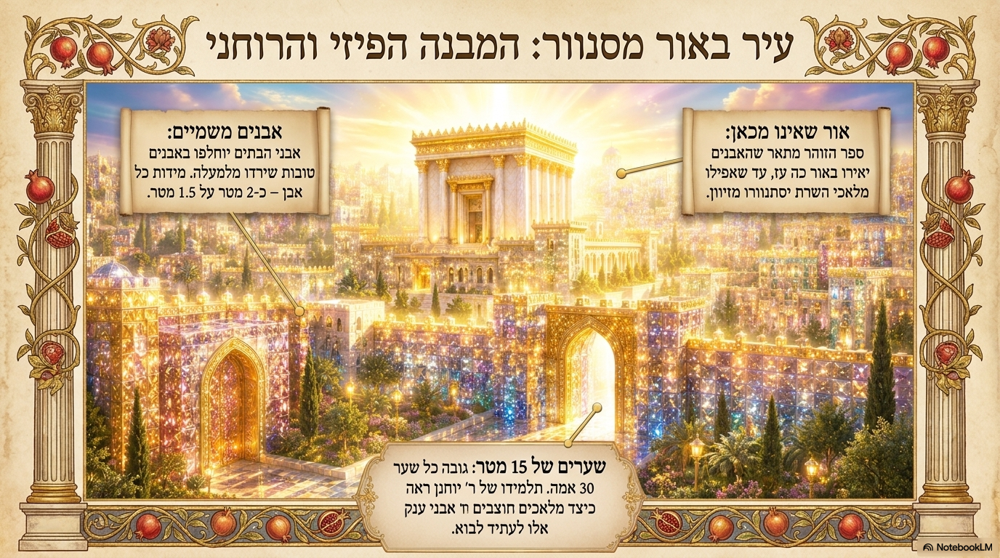 עיר באור מסנוור: המבנה הפיזי והרוחני
אור שאינו מכאן:
ספר הזוהר מתאר שהאבנים
יאירו באור כה עז, עד שאפילו
מלאכי השרת יסתנוורו מזיוון.
אבנים משמיים:
אבני הבתים יוחלפו באבנים
טובות שירדו מלמעלה. מידות כל
אבן – כ-2 מטר על 1.5 מטר.
שערים של 15 מטר: גובה כל שער
30 אמה. תלמידו של ר' יוחנן ראה
כיצד מלאכים חוצבים אבני ענק
אלו לעתיד לבוא.
NotebookLM